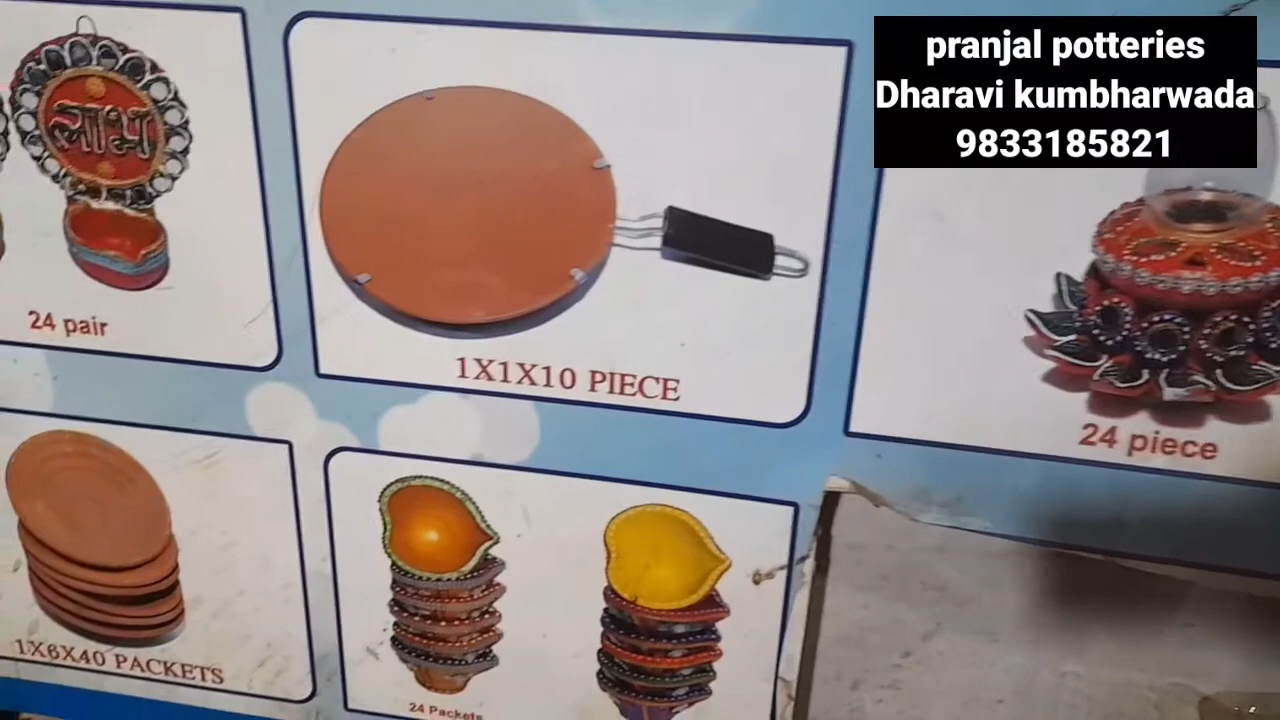 pranjal potteries
Dharavi kumbharwada
9833185821
लाभ
24 pair
1X1X10 PIECE
24 piece
1X6X40 PACKETS
24 Packets